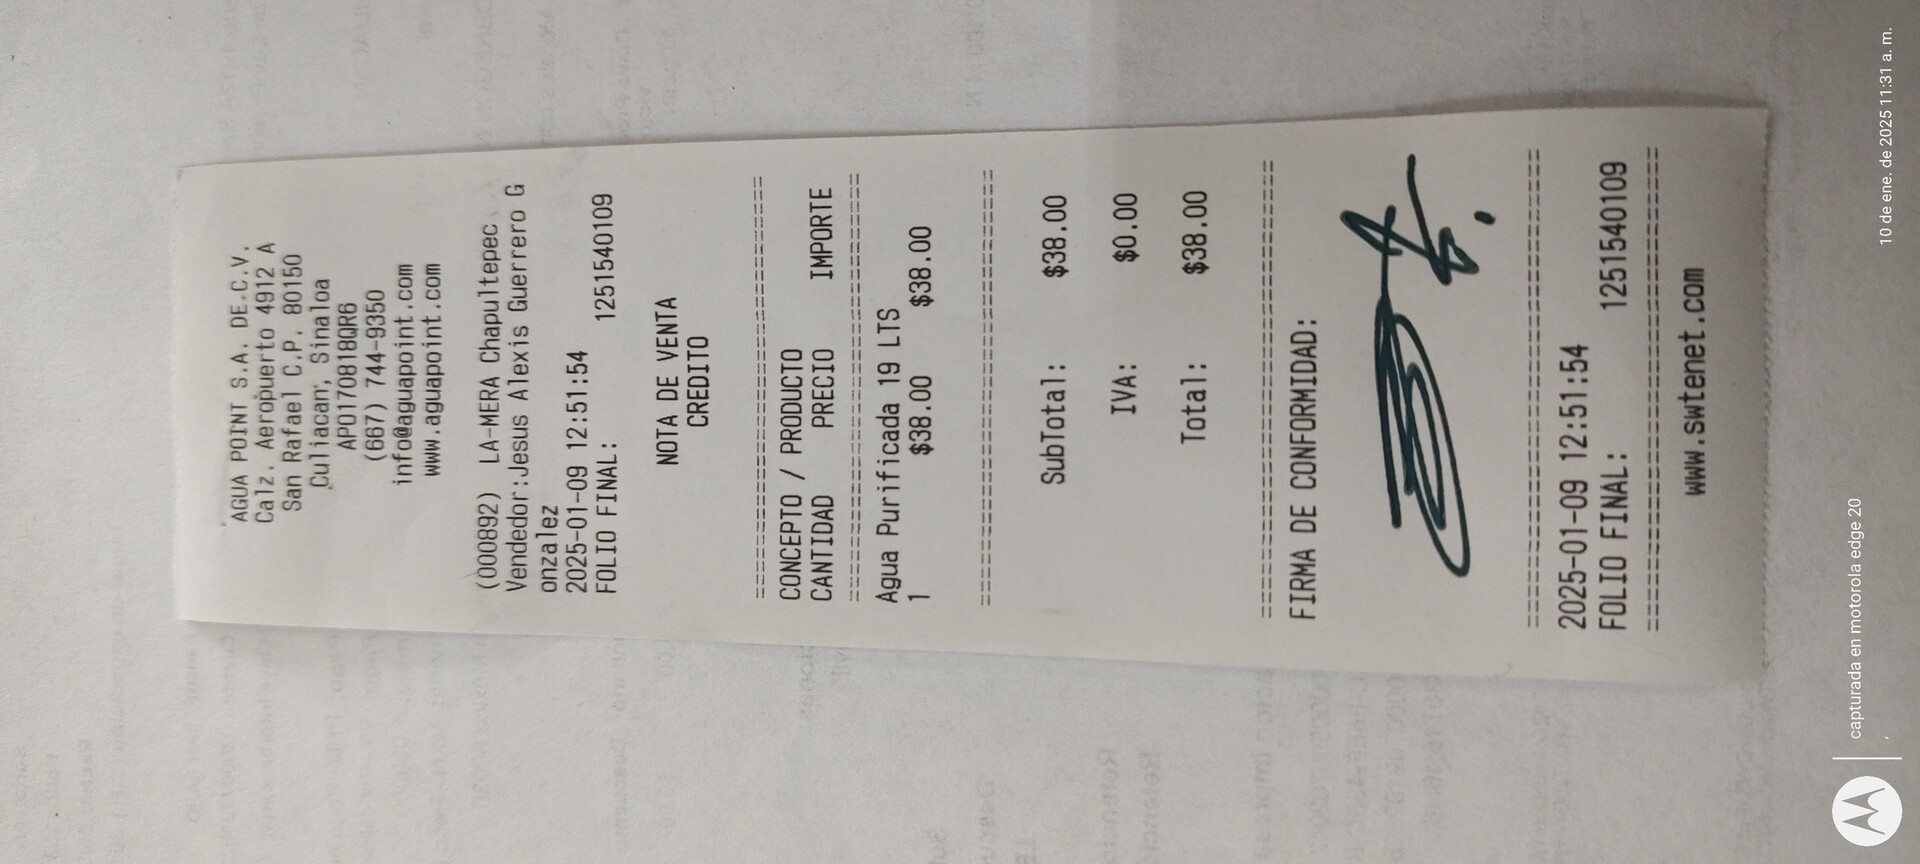 AGUA POINT S.A. DE.C.V.
Calz. Aeropuerto 4912 A
San Rafael C.P. 80150
Culiacan, Sinaloa
APO170818QR6
(667) 744-9350
info@aguapoint.com
www.aguapoint.com
(000892) LA-MERA Chapultepec
Vendedor:Jesus Alexis Guerrero G
onzalez
2025-01-09 12:51:54
FOLIO FINAL: 1251540109
NOTA DE VENTA
CREDITO
================================
CONCEPTO / PRODUCTO
CANTIDAD PRECIO IMPORTE
================================
Agua Purificada 19 LTS
1 $38.00 $38.00
================================
SubTotal: $38.00
IVA: $0.00
Total: $38.00
================================
FIRMA DE CONFORMIDAD:
================================
2025-01-09 12:51:54
FOLIO FINAL: 1251540109
================================
www.swtenet.com
capturada en motorola edge 20
10 de ene. de 2025 11:31 a. m.